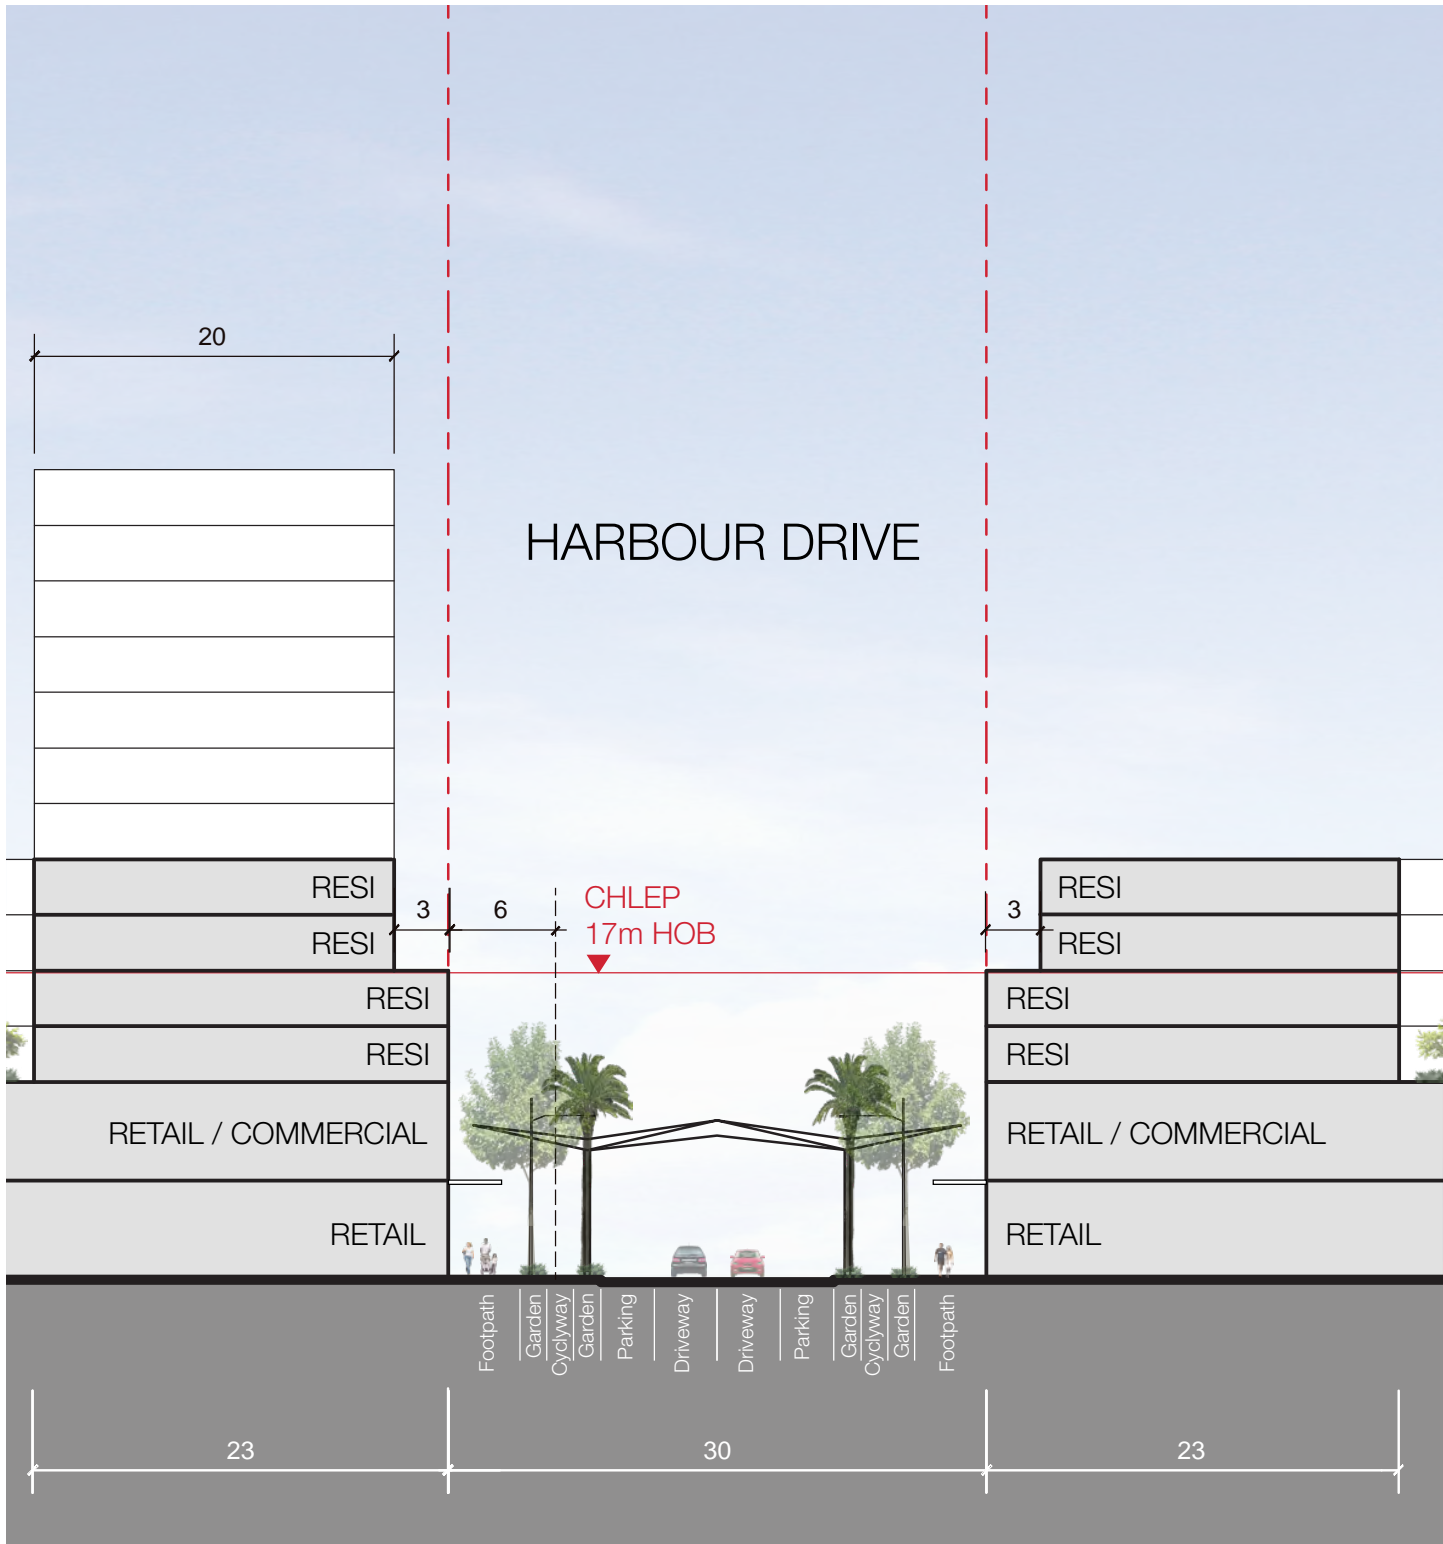 20
HARBOUR DRIVE
RESI
3
6
CHLEP
17m HOB
3
RESI
RESI
RESI
RESI
RESI
RESI
RESI
RETAIL / COMMERCIAL
RETAIL / COMMERCIAL
RETAIL
RETAIL
Footpath
Garden
Cyclyway
Garden
Parking
Driveway
Driveway
Parking
Garden
Cyclyway
Garden
Footpath
23
30
23